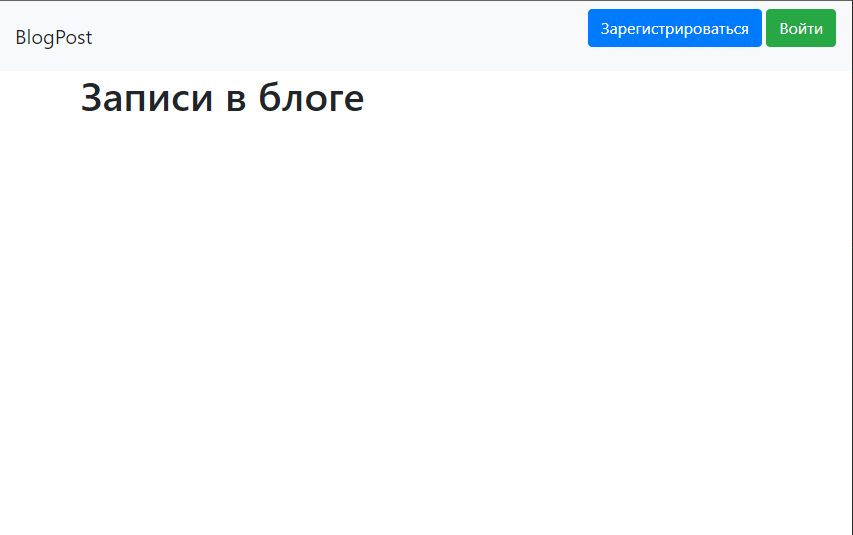 BlogPost
Зарегистрироваться
Войти
Записи в блоге